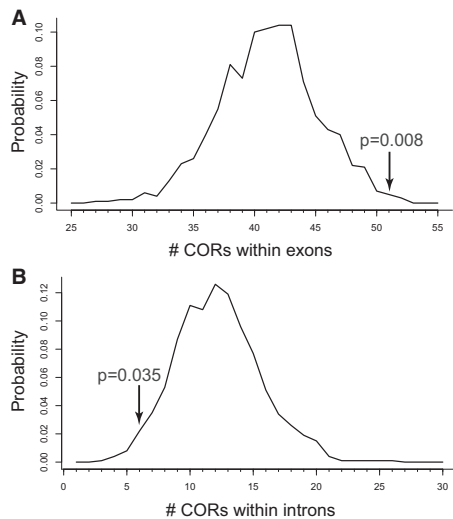 A
Probability
0.10
0.08
0.06
0.04
0.02
0.00
p=0.008
25 30 35 40 45 50 55
# CORs within exons
B
Probability
0.12
0.10
0.08
0.06
0.04
0.02
0.00
p=0.035
0 5 10 15 20 25 30
# CORs within introns